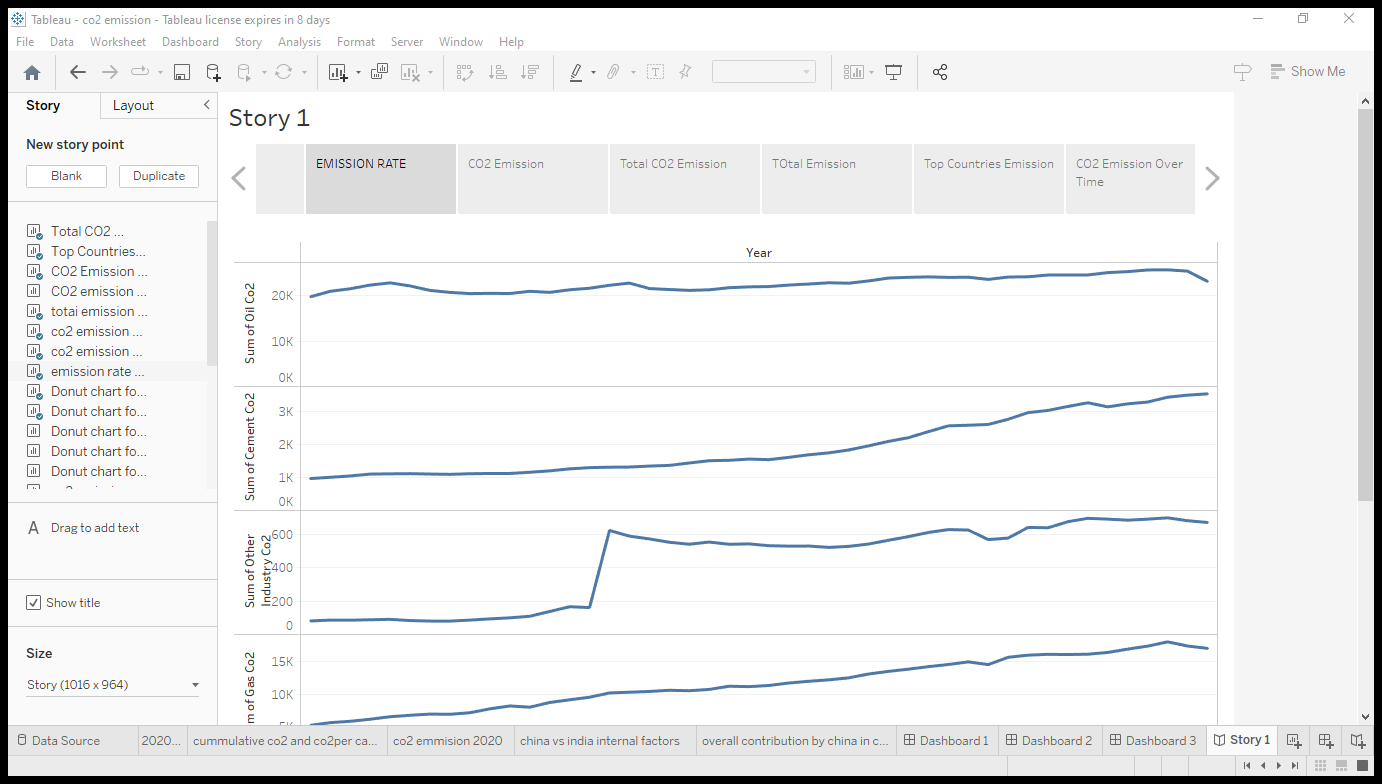 Tableau - co2 emission - Tableau license expires in 8 days
File Data Worksheet Dashboard Story Analysis Format Server Window Help
Show Me
Story Layout
New story point
Blank Duplicate
Total CO2 ...
Top Countries...
CO2 Emission ...
CO2 emission ...
totai emission ...
co2 emission ...
co2 emission ...
emission rate ...
Donut chart fo...
Donut chart fo...
Donut chart fo...
Donut chart fo...
Donut chart fo...
A Drag to add text
Show title
Size
Story (1016 x 964)
Story 1
EMISSION RATE
CO2 Emission
Total CO2 Emission
TOtal Emission
Top Countries Emission
CO2 Emission Over
Time
Year
Sum of Oil Co2
20K
10K
0K
Sum of Cement Co2
3K
2K
1K
0K
Sum of Other
Industry Co2
600
400
200
0
m of Gas Co2
15K
10K
5K
Data Source 2020... cummulative co2 and co2per ca... co2 emmision 2020 china vs india internal factors overall contribution by china in c... Dashboard 1 Dashboard 2 Dashboard 3 Story 1